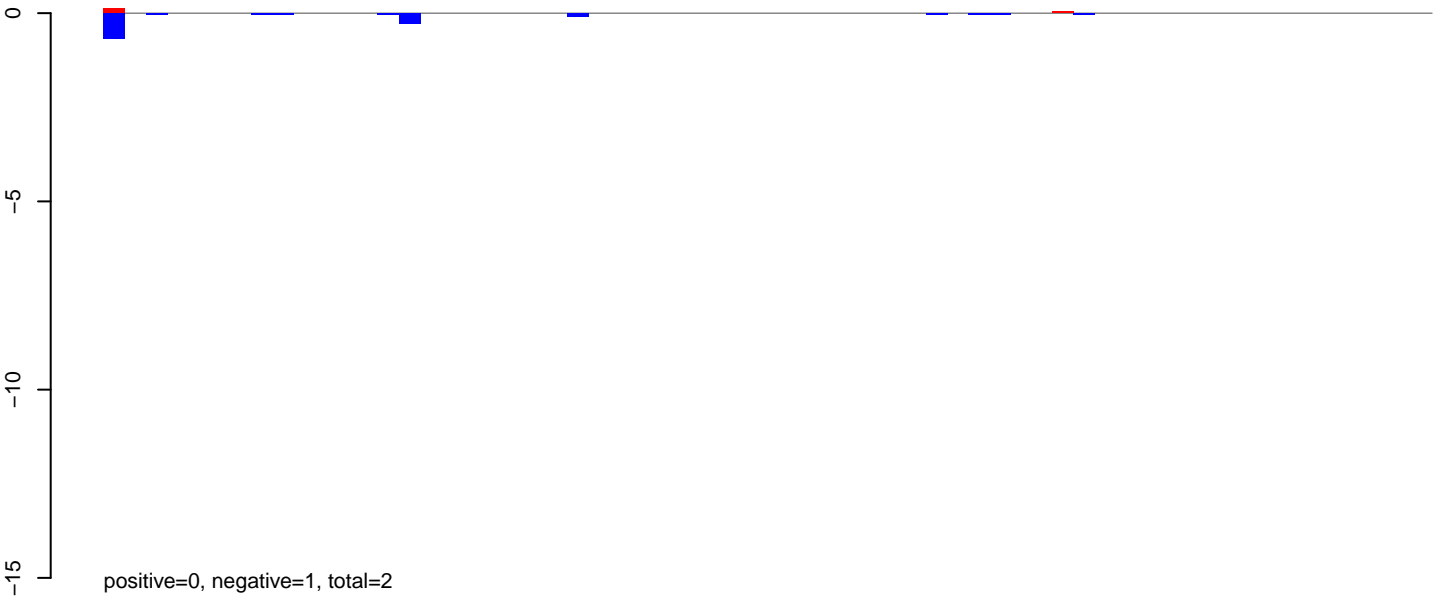 0
−5
−10
−15
positive=0, negative=1, total=2